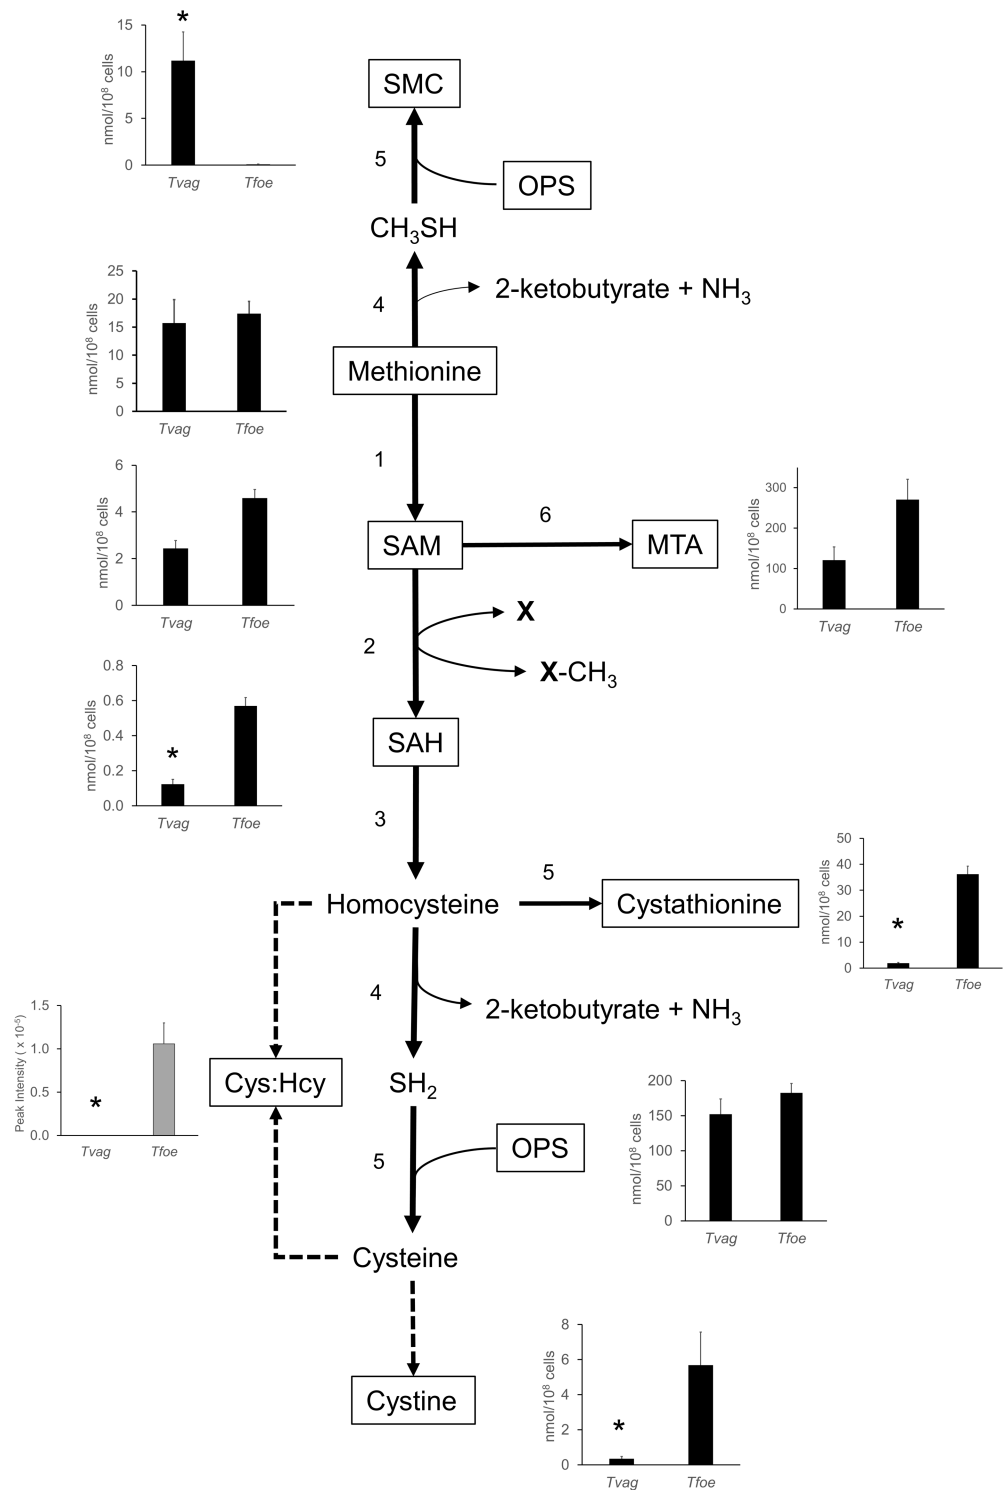 15
10
5
0
nmol/10⁸ cells
*
Tvag
Tfoe
SMC
5
OPS
CH₃SH
4
2-ketobutyrate + NH₃
25
20
15
10
5
0
nmol/10⁸ cells
Tvag
Tfoe
Methionine
1
6
4
2
0
nmol/10⁸ cells
Tvag
Tfoe
SAM
6
MTA
300
200
100
0
nmol/10⁸ cells
Tvag
Tfoe
2
X
X-CH₃
0.8
0.6
0.4
0.2
0.0
nmol/10⁸ cells
*
Tvag
Tfoe
SAH
3
Homocysteine
5
Cystathionine
50
40
30
20
10
0
nmol/10⁸ cells
*
Tvag
Tfoe
4
2-ketobutyrate + NH₃
1.5
1.0
0.5
0.0
Peak Intensity ( x 10⁻⁵)
*
Tvag
Tfoe
Cys:Hcy
SH₂
5
OPS
200
150
100
50
0
nmol/10⁸ cells
Tvag
Tfoe
Cysteine
Cystine
8
6
4
2
0
nmol/10⁸ cells
*
Tvag
Tfoe